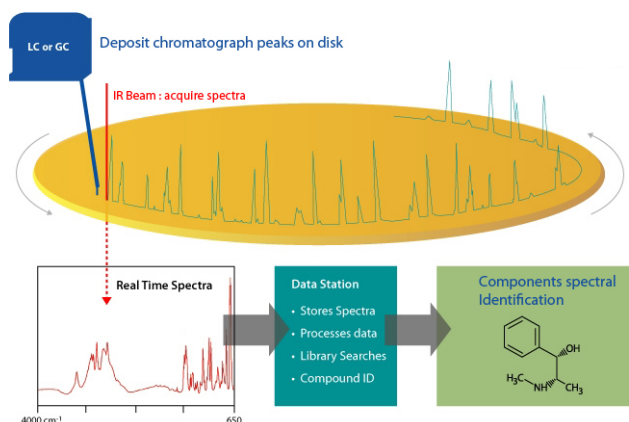 LC or GC
Deposit chromatograph peaks on disk
IR Beam : acquire spectra
Real Time Spectra
4000 cm⁻¹
650
Data Station
• Stores Spectra
• Processes data
• Library Searches
• Compound ID
Components spectral
Identification
OH
H₃C
NH
CH₃